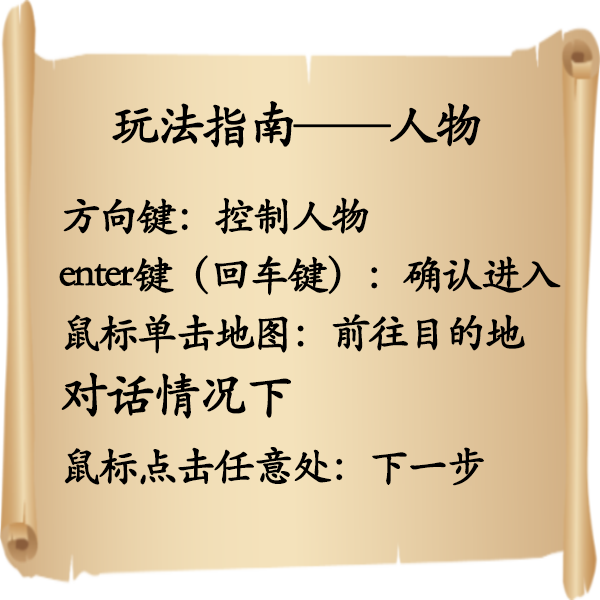 玩法指南——人物
方向键：控制人物
enter键（回车键）：确认进入
鼠标单击地图：前往目的地
对话情况下
鼠标点击任意处：下一步